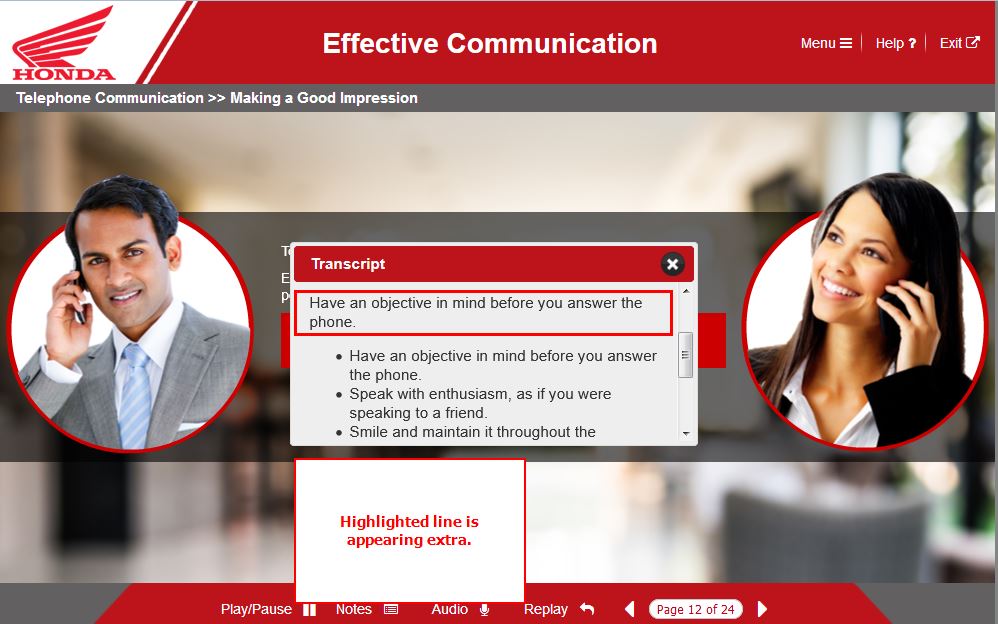 HONDA
Effective Communication
Menu
Help ?
Exit
Telephone Communication >> Making a Good Impression
Transcript
Have an objective in mind before you answer the
phone.
• Have an objective in mind before you answer
the phone.
• Speak with enthusiasm, as if you were
speaking to a friend.
• Smile and maintain it throughout the
Highlighted line is
appearing extra.
Play/Pause
Notes
Audio
Replay
Page 12 of 24